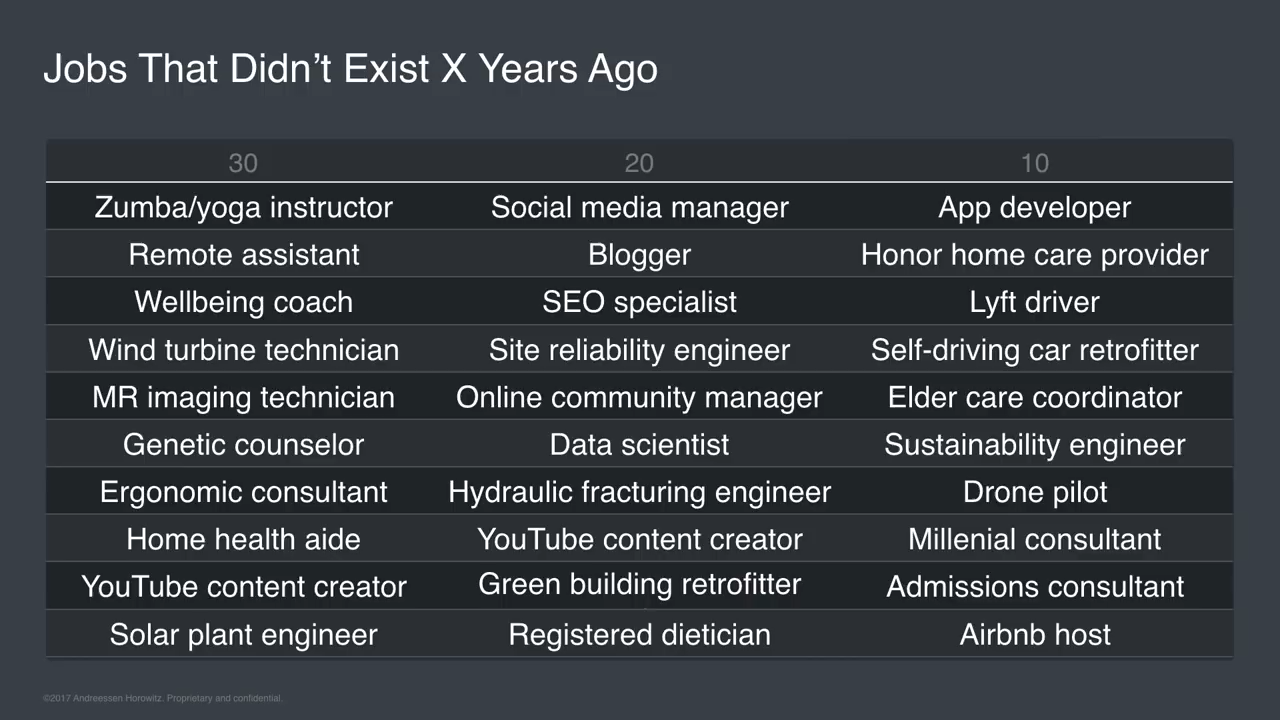 Jobs That Didn’t Exist X Years Ago
30 20 10
Zumba/yoga instructor Social media manager App developer
Remote assistant Blogger Honor home care provider
Wellbeing coach SEO specialist Lyft driver
Wind turbine technician Site reliability engineer Self-driving car retrofitter
MR imaging technician Online community manager Elder care coordinator
Genetic counselor Data scientist Sustainability engineer
Ergonomic consultant Hydraulic fracturing engineer Drone pilot
Home health aide YouTube content creator Millenial consultant
YouTube content creator Green building retrofitter Admissions consultant
Solar plant engineer Registered dietician Airbnb host
©2017 Andreessen Horowitz. Proprietary and confidential.